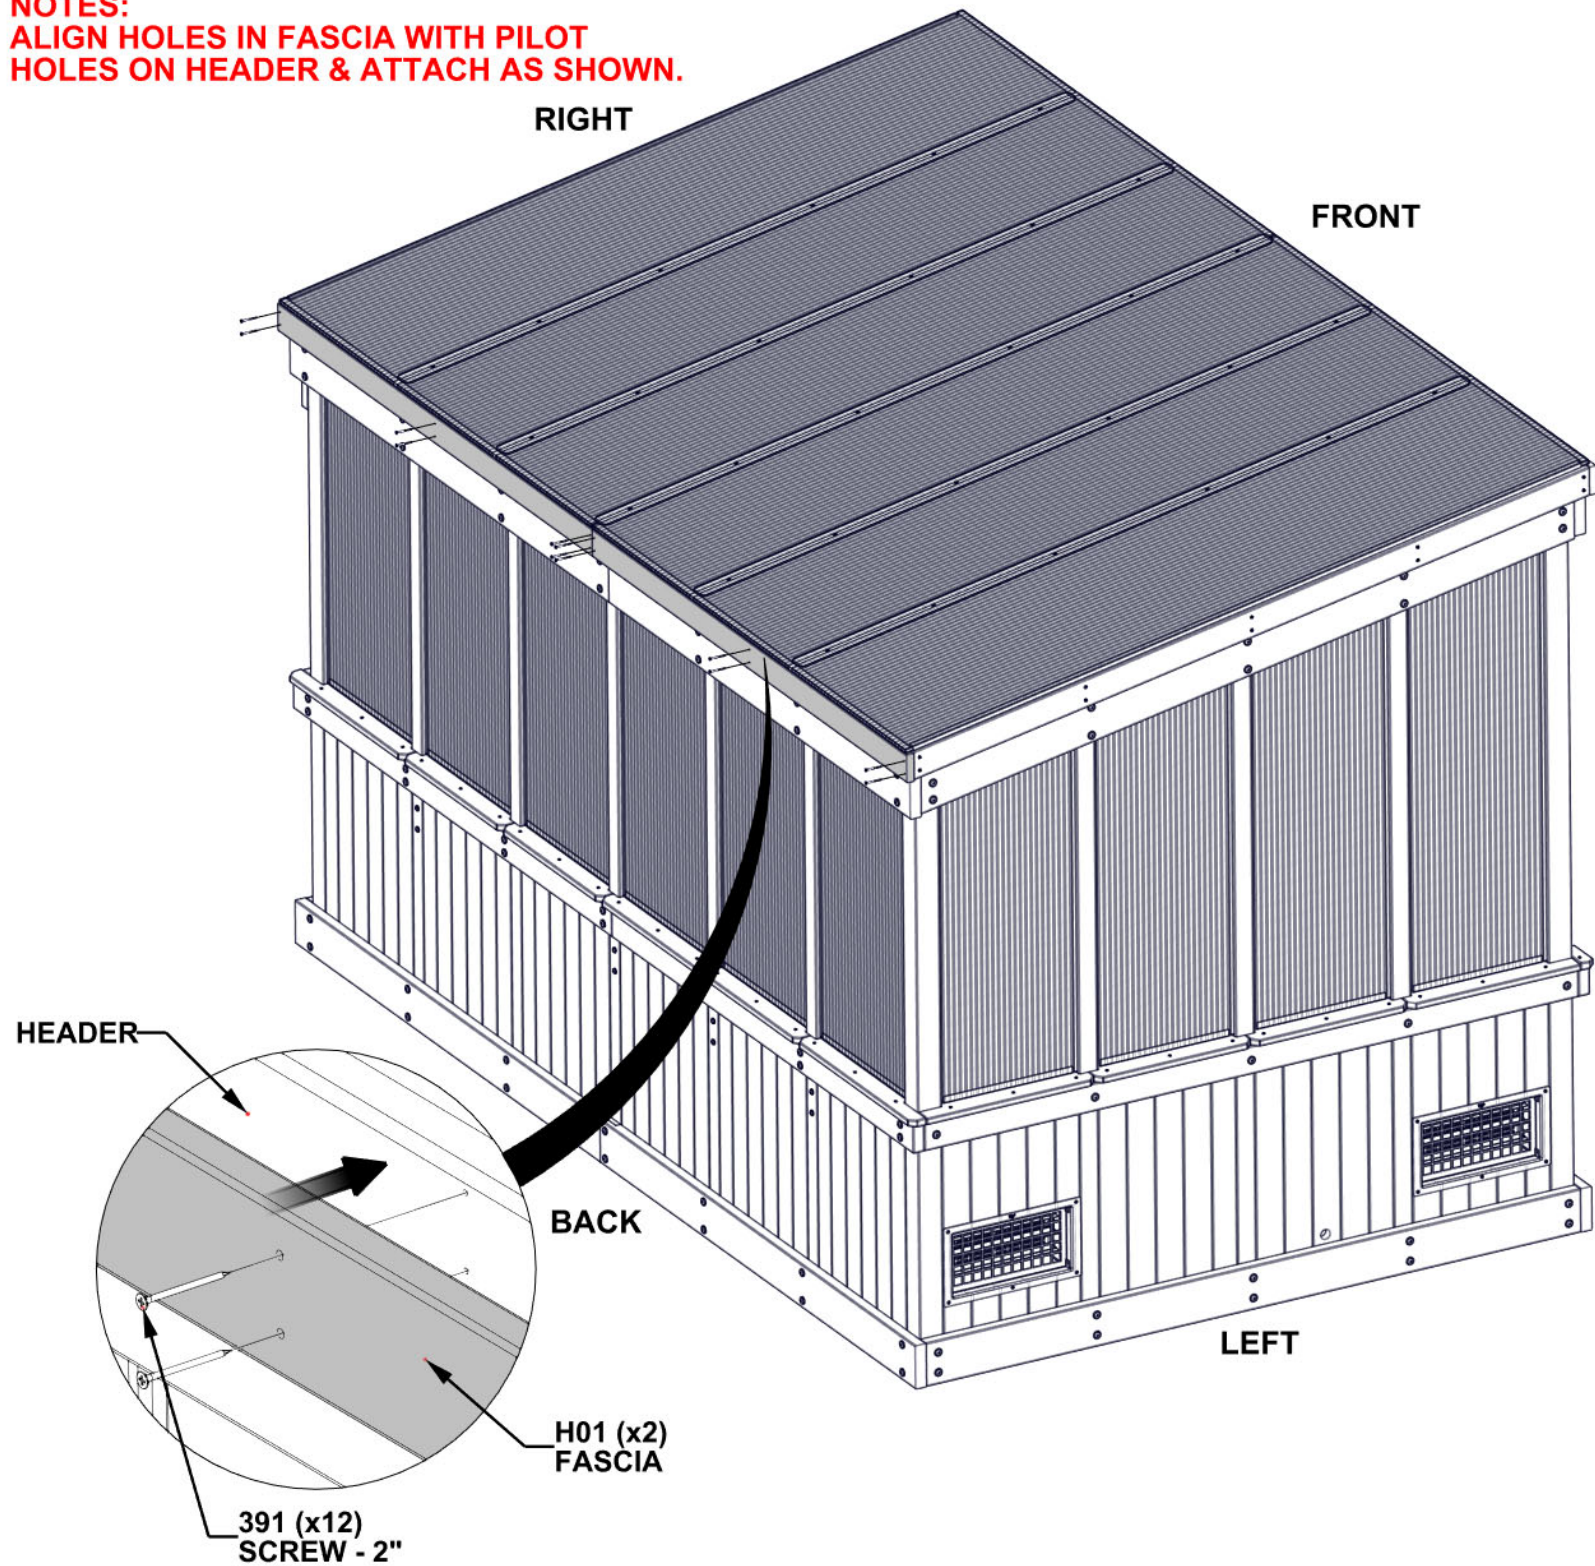 NOTES:
ALIGN HOLES IN FASCIA WITH PILOT
HOLES ON HEADER & ATTACH AS SHOWN.
RIGHT
FRONT
HEADER
BACK
LEFT
H01 (x2)
FASCIA
391 (x12)
SCREW - 2"